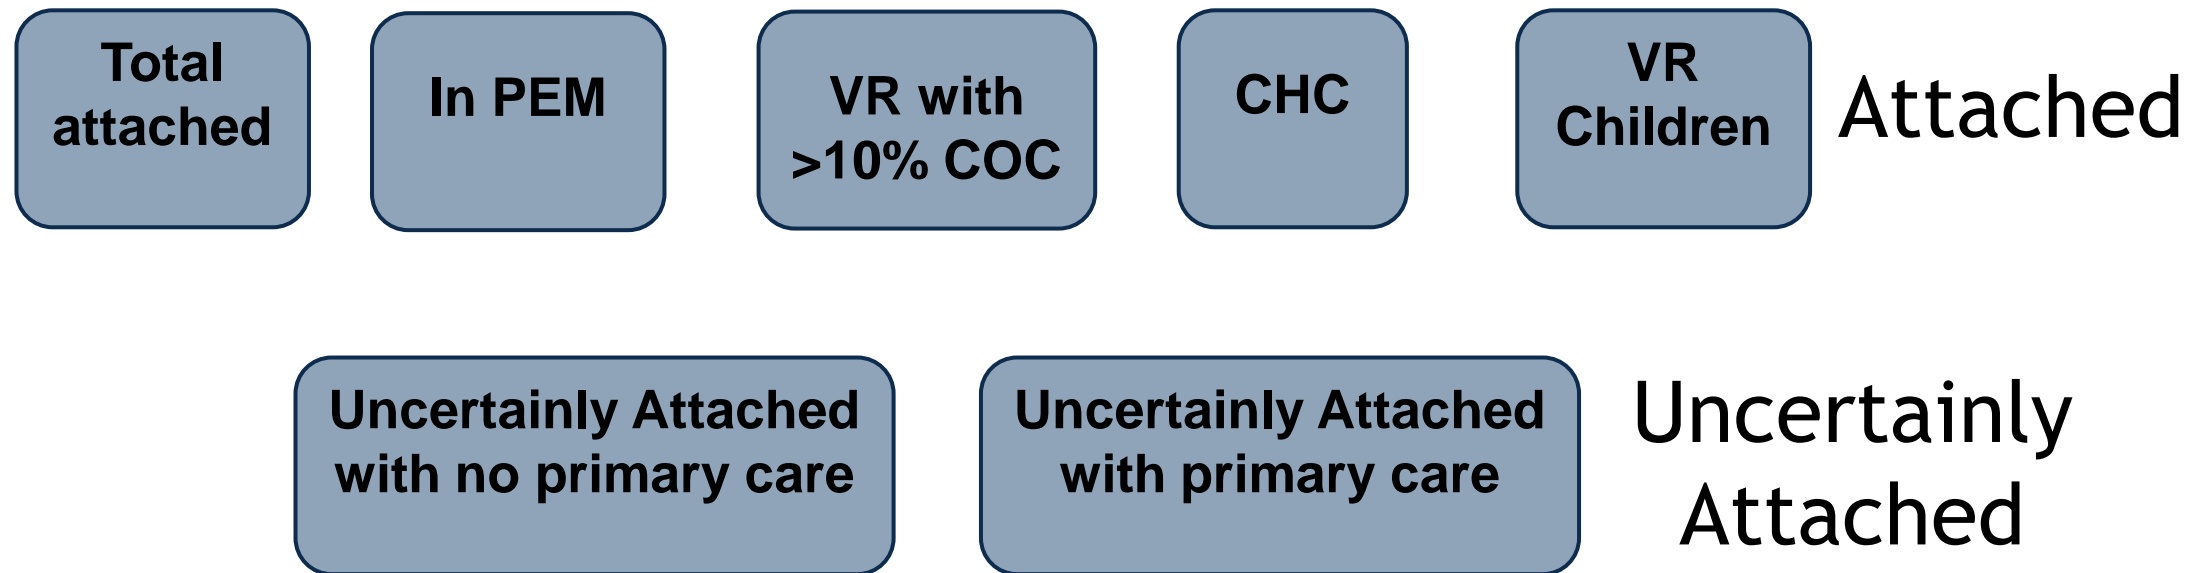 Total
attached
In PEM
VR with
>10% COC
CHC
VR
Children
Attached
Uncertainly Attached
with no primary care
Uncertainly Attached
with primary care
Uncertainly
Attached